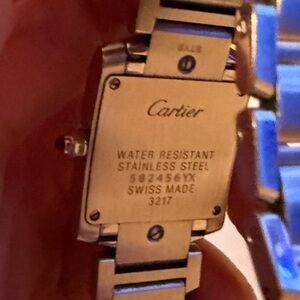 Cartier
WATER RESISTANT
STAINLESS STEEL
582456YX
SWISS MADE
3217